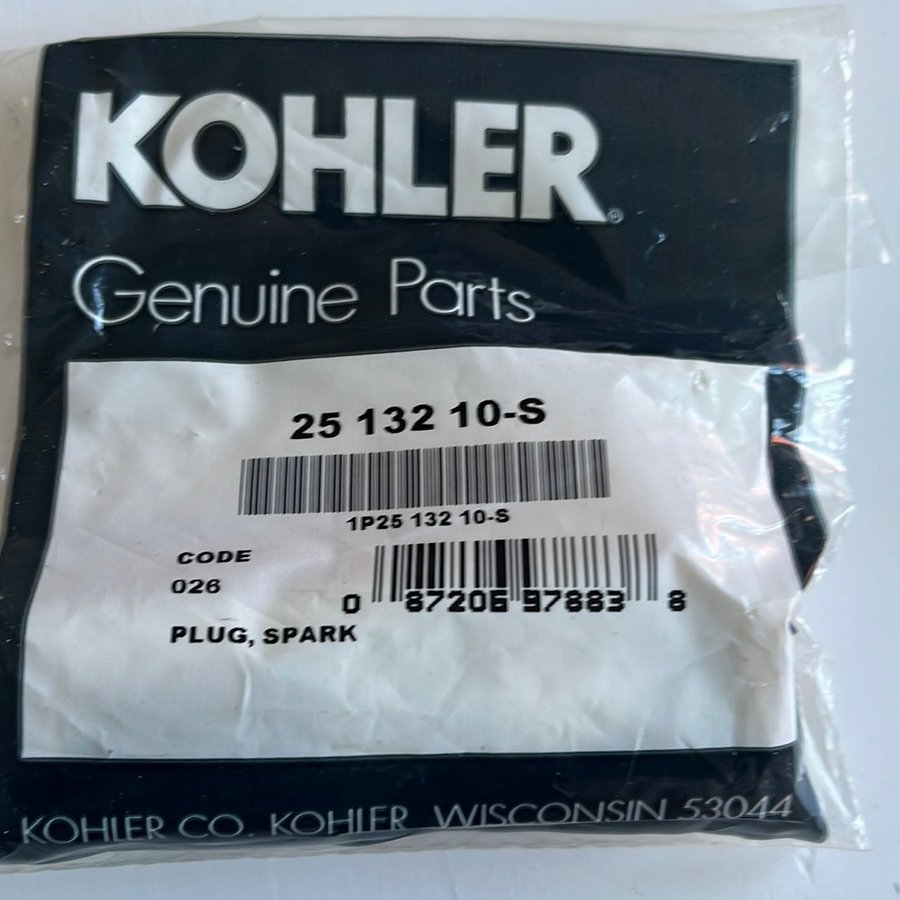 KOHLER®
Genuine Parts
25 132 10-S
1P25 132 10-S
CODE
026
0 87206 97883 8
PLUG, SPARK
KOHLER CO. KOHLER WISCONSIN 53044